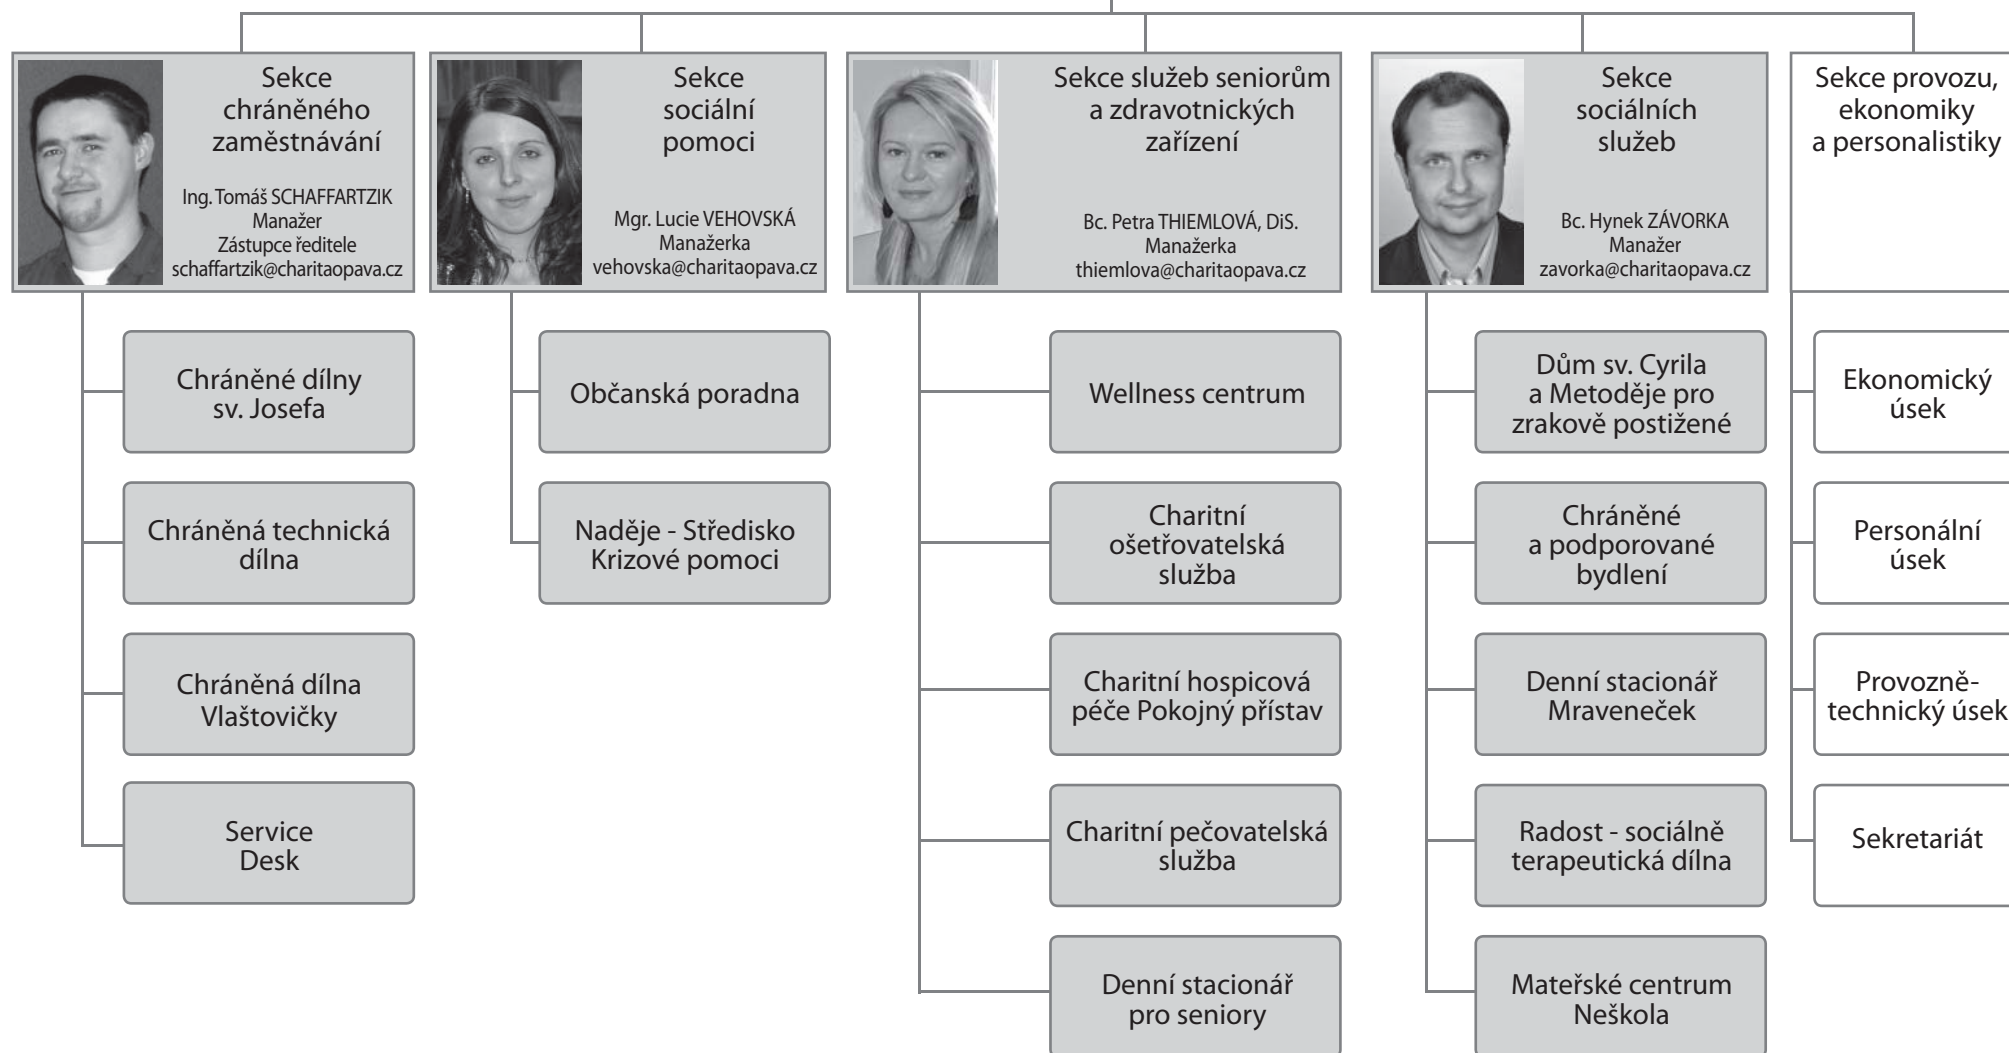 Sekce
chráněného
zaměstnávání
Ing. Tomáš SCHAFFARTZIK
Manažer
Zástupce ředitele
schaffartzik@charitaopava.cz
Chráněné dílny
sv. Josefa
Chráněná technická
dílna
Chráněná dílna
Vlaštovičky
Service
Desk
Sekce
sociální
pomoci
Mgr. Lucie VEHOVSKÁ
Manažerka
vehovska@charitaopava.cz
Občanská poradna
Naděje - Středisko
Krizové pomoci
Sekce služeb seniorům
a zdravotnických
zařízení
Bc. Petra THIEMLOVÁ, DiS.
Manažerka
thiemlova@charitaopava.cz
Wellness centrum
Charitní
ošetřovatelská
služba
Charitní hospicová
péče Pokojný přístav
Charitní pečovatelská
služba
Denní stacionář
pro seniory
Sekce
sociálních
služeb
Bc. Hynek ZÁVORKA
Manažer
zavorka@charitaopava.cz
Dům sv. Cyrila
a Metoděje pro
zrakově postižené
Chráněné
a podporované
bydlení
Denní stacionář
Mraveneček
Radost - sociálně
terapeutická dílna
Mateřské centrum
Neškola
Sekce provozu,
ekonomiky
a personalistiky
Ekonomický
úsek
Personální
úsek
Provozně-
technický úsek
Sekretariát